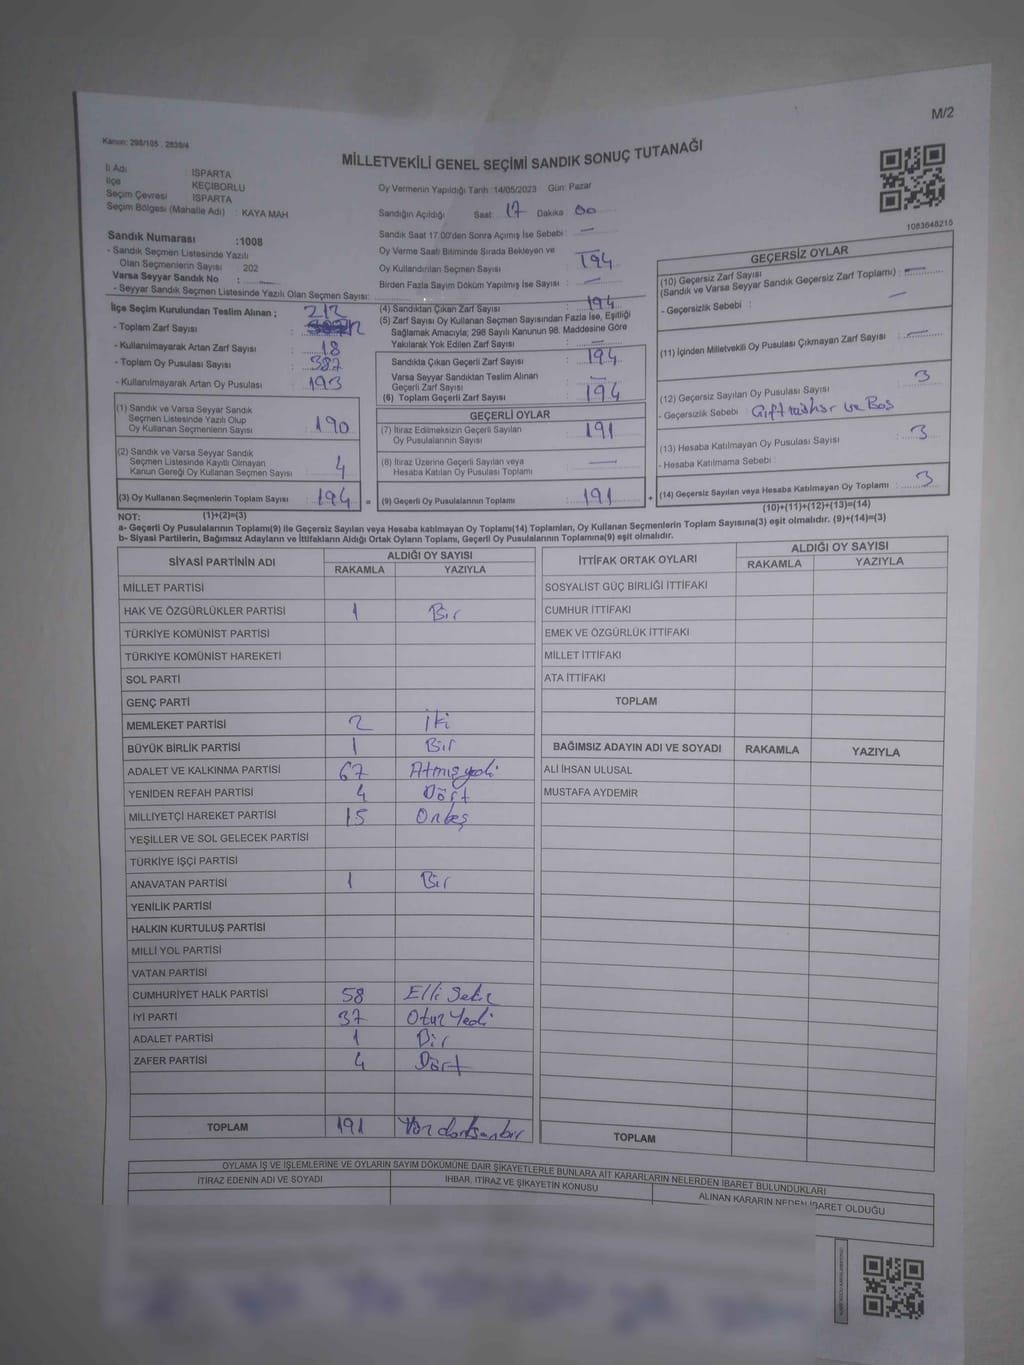 M/2
Kanun: 298/105 , 2839/4
MİLLETVEKİLİ GENEL SEÇİMİ SANDIK SONUÇ TUTANAĞI
İl Adı : ISPARTA
İlçe KEÇİBORLU
Seçim Çevresi ISPARTA
Seçim Bölgesi (Mahalle Adı) : KAYA MAH
Oy Vermenin Yapıldığı Tarih :14/05/2023 Gün: Pazar
Sandığın Açıldığı Saat: 17 Dakika 00
Sandık Saat 17.00'den Sonra Açımış İse Sebebi : —
Oy Verme Saati Bitiminde Sırada Bekleyen ve
Oy Kullandırılan Seçmen Sayısı : 194
Birden Fazla Sayım Döküm Yapılmış İse Sayısı : —
1083648215
Sandık Numarası :1008
- Sandık Seçmen Listesinde Yazılı
Olan Seçmenlerin Sayısı 202
Varsa Seyyar Sandık No :
- Seyyar Sandık Seçmen Listesinde Yazılı Olan Seçmen Sayısı:
İlçe Seçim Kurulundan Teslim Alınan ; 212
- Toplam Zarf Sayısı :
- Kullanılmayarak Artan Zarf Sayısı : 18
- Toplam Oy Pusulası Sayısı : 387
- Kullanılmayarak Artan Oy Pusulası : 193
(1) Sandık ve Varsa Seyyar Sandık
Seçmen Listesinde Yazılı Olup
Oy Kullanan Seçmenlerin Sayısı : 190
(2) Sandık ve Varsa Seyyar Sandık
Seçmen Listesinde Kayıtlı Olmayan
Kanun Gereği Oy Kullanan Seçmen Sayısı : 4
(3) Oy Kullanan Seçmenlerin Toplam Sayısı : 194 =
(1)+(2)=(3)
(4) Sandıktan Çıkan Zarf Sayısı : 194
(5) Zarf Sayısı Oy Kullanan Seçmen Sayısından Fazla İse, Eşitliği
Sağlamak Amacıyla; 298 Sayılı Kanunun 98. Maddesine Göre
Yakılarak Yok Edilen Zarf Sayısı : —
Sandıkta Çıkan Geçerli Zarf Sayısı : 194
Varsa Seyyar Sandıktan Teslim Alınan
Geçerli Zarf Sayısı : —
(6) Toplam Geçerli Zarf Sayısı : 194
GEÇERLİ OYLAR
(7) İtiraz Edilmeksizin Geçerli Sayılan
Oy Pusulalarının Sayısı : 191
(8) İtiraz Üzerine Geçerli Sayılan veya
Hesaba Katılan Oy Pusulası Toplamı : —
(9) Geçerli Oy Pusulalarının Toplamı : 191 +
GEÇERSİZ OYLAR
(10) Geçersiz Zarf Sayısı
(Sandık ve Varsa Seyyar Sandık Geçersiz Zarf Toplamı) : —
- Geçersizlik Sebebi : —
(11) İçinden Milletvekili Oy Pusulası Çıkmayan Zarf Sayısı : —
(12) Geçersiz Sayılan Oy Pusulası Sayısı : 3
- Geçersizlik Sebebi : Çift mühür ve Boş
(13) Hesaba Katılmayan Oy Pusulası Sayısı : 3
- Hesaba Katılmama Sebebi :
(14) Geçersiz Sayılan veya Hesaba Katılmayan Oy Toplamı : 3
(10)+(11)+(12)+(13)=(14)
NOT:
a- Geçerli Oy Pusulalarının Toplamı(9) ile Geçersiz Sayılan veya Hesaba katılmayan Oy Toplamı(14) Toplamları, Oy Kullanan Seçmenlerin Toplam Sayısına(3) eşit olmalıdır. (9)+(14)=(3)
b- Siyasi Partilerin, Bağımsız Adayların ve İttifakların Aldığı Ortak Oyların Toplamı, Geçerli Oy Pusulalarının Toplamına(9) eşit olmalıdır.
SİYASİ PARTİNİN ADI ALDIĞI OY SAYISI
RAKAMLA YAZIYLA
MİLLET PARTİSİ
HAK VE ÖZGÜRLÜKLER PARTİSİ 1 Bir
TÜRKİYE KOMÜNİST PARTİSİ
TÜRKİYE KOMÜNİST HAREKETİ
SOL PARTİ
GENÇ PARTİ
MEMLEKET PARTİSİ 2 İki
BÜYÜK BİRLİK PARTİSİ 1 Bir
ADALET VE KALKINMA PARTİSİ 67 Atmış yedi
YENİDEN REFAH PARTİSİ 4 Dört
MİLLİYETÇİ HAREKET PARTİSİ 15 Onbeş
YEŞİLLER VE SOL GELECEK PARTİSİ
TÜRKİYE İŞÇİ PARTİSİ
ANAVATAN PARTİSİ 1 Bir
YENİLİK PARTİSİ
HALKIN KURTULUŞ PARTİSİ
MİLLİ YOL PARTİSİ
VATAN PARTİSİ
CUMHURİYET HALK PARTİSİ 58 Elli Sekiz
İYİ PARTİ 37 Otuz Yedi
ADALET PARTİSİ 1 Bir
ZAFER PARTİSİ 4 Dört
TOPLAM 191 Yüz doksanbir
İTTİFAK ORTAK OYLARI ALDIĞI OY SAYISI
RAKAMLA YAZIYLA
SOSYALİST GÜÇ BİRLİĞİ İTTİFAKI
CUMHUR İTTİFAKI
EMEK VE ÖZGÜRLÜK İTTİFAKI
MİLLET İTTİFAKI
ATA İTTİFAKI
TOPLAM
BAĞIMSIZ ADAYIN ADI VE SOYADI RAKAMLA YAZIYLA
ALİ İHSAN ULUSAL
MUSTAFA AYDEMİR
TOPLAM
OYLAMA İŞ VE İŞLEMLERİNE VE OYLARIN SAYIM DÖKÜMÜNE DAİR ŞİKAYETLERLE BUNLARA AİT KARARLARIN NELERDEN İBARET BULUNDUKLARI
İTİRAZ EDENİN ADI VE SOYADI İHBAR, İTİRAZ VE ŞİKAYETİN KONUSU ALINAN KARARIN NEDEN İBARET OLDUĞU